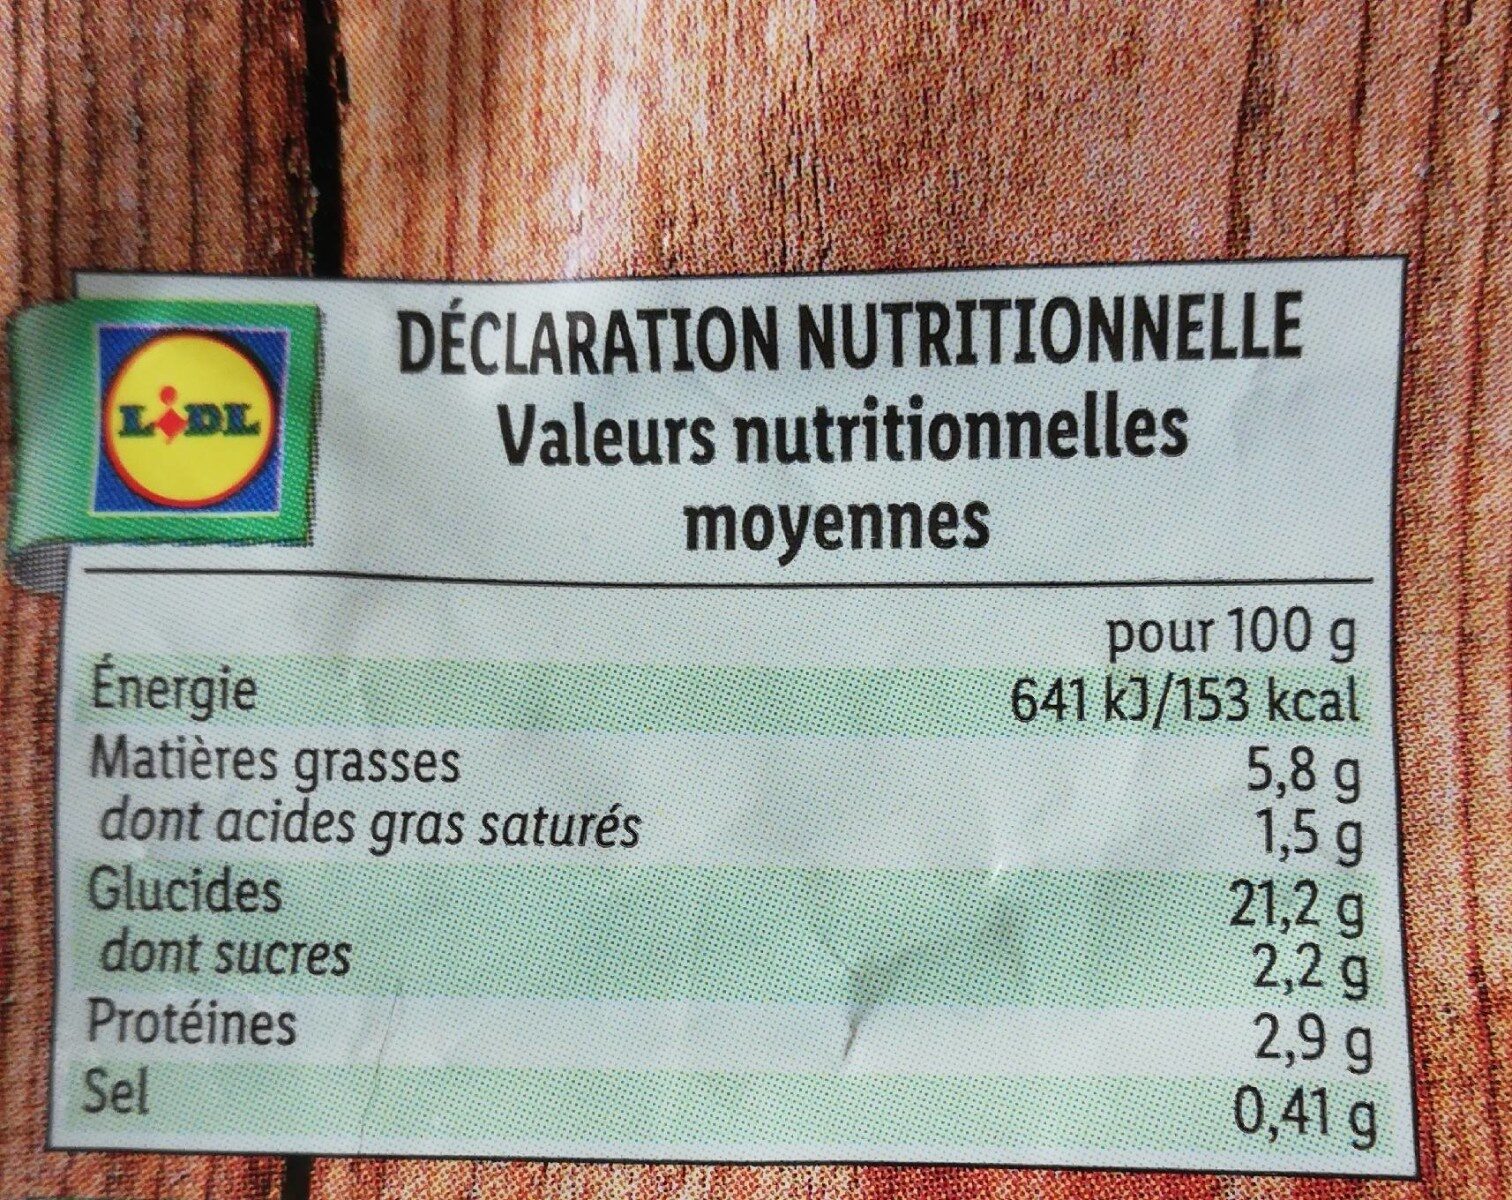 LIDL
DÉCLARATION NUTRITIONNELLE
Valeurs nutritionnelles
moyennes
pour 100 g
Énergie 641 kJ/153 kcal
Matières grasses 5,8 g
dont acides gras saturés 1,5 g
Glucides 21,2 g
dont sucres 2,2 g
Protéines 2,9 g
Sel 0,41 g